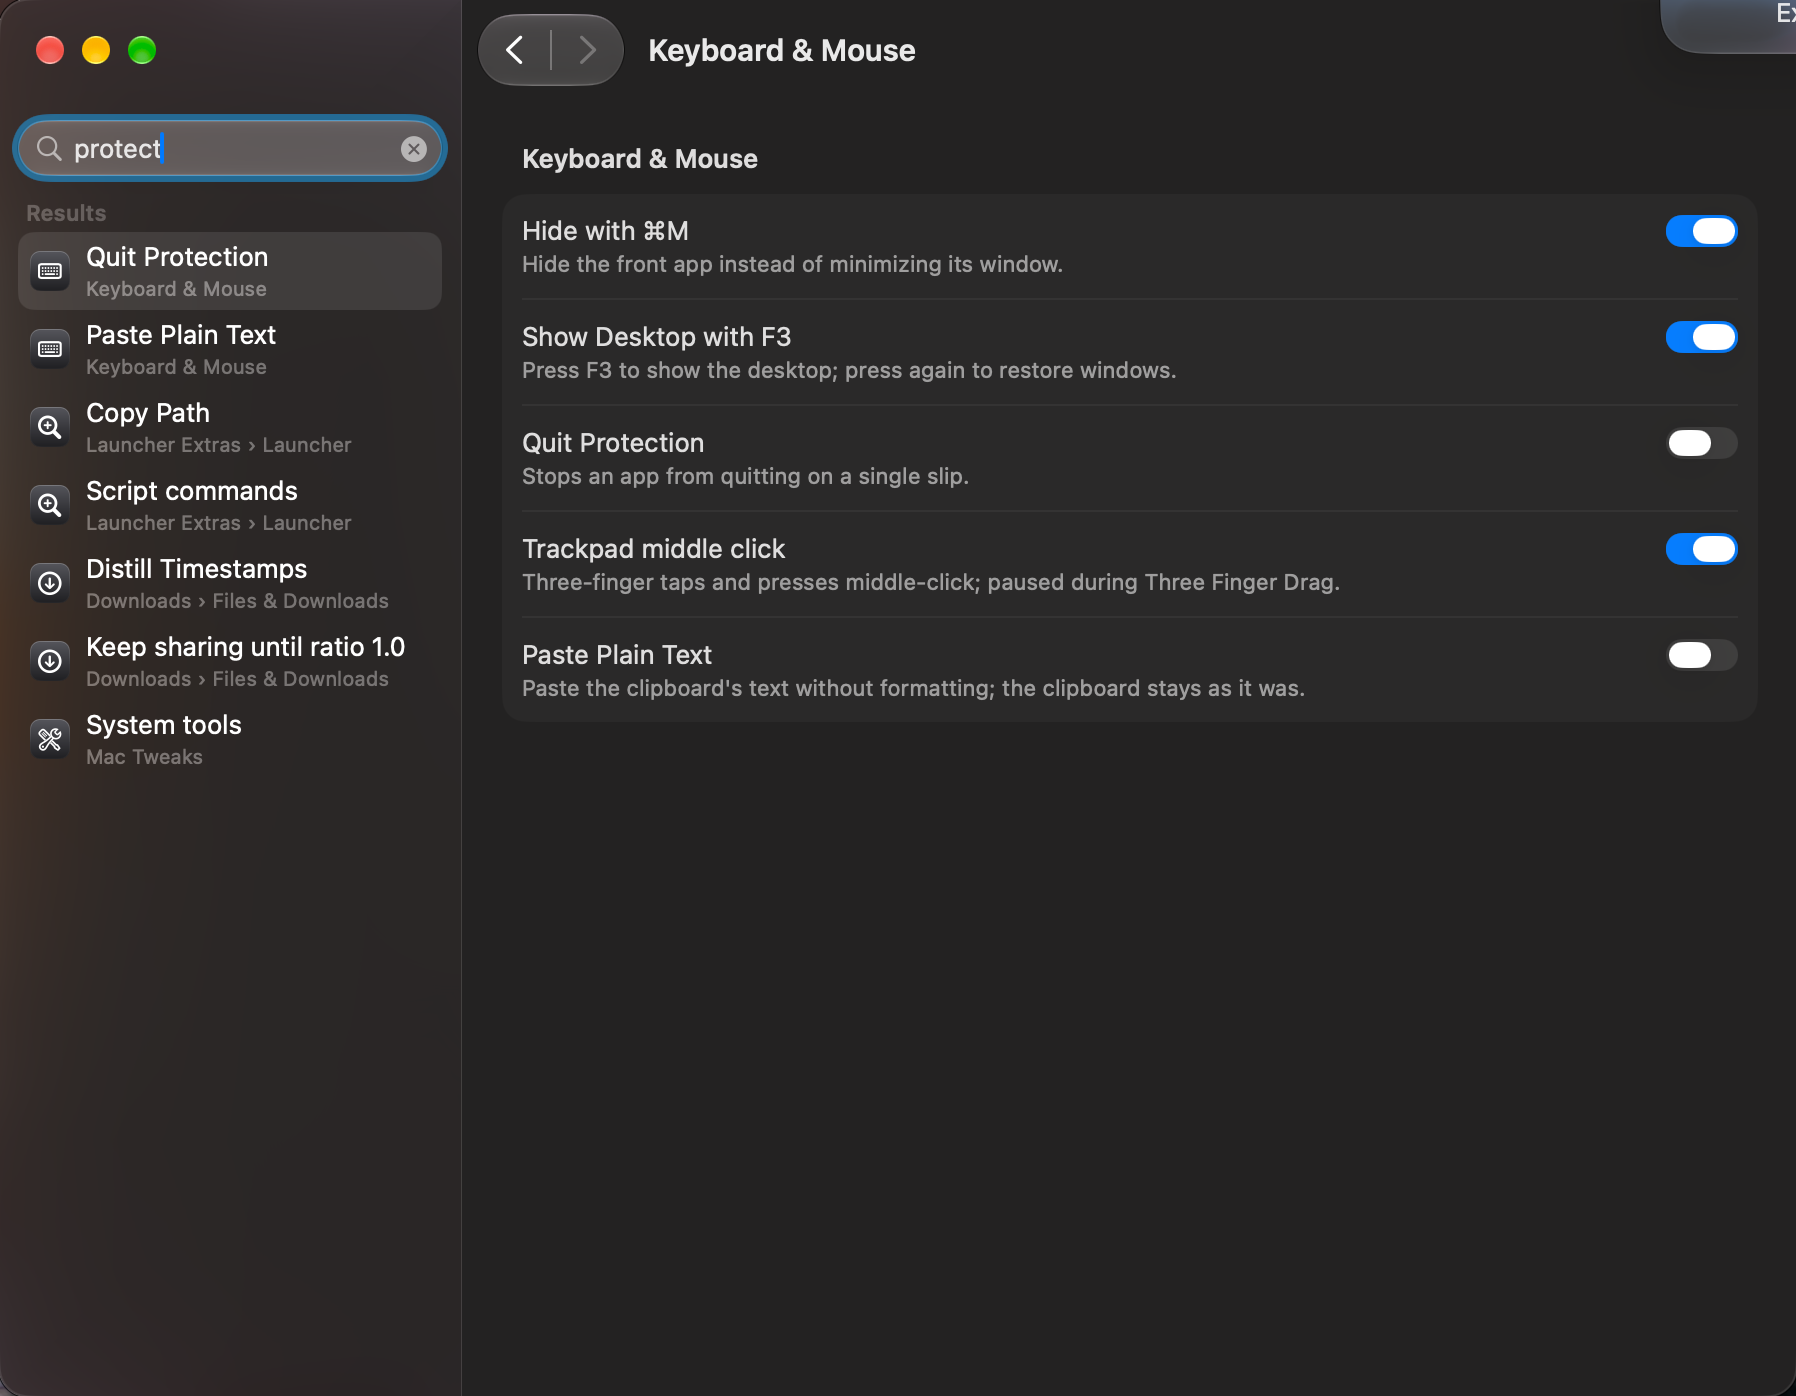 Keyboard & Mouse
protect
Results
Quit Protection
Keyboard & Mouse
Paste Plain Text
Keyboard & Mouse
Copy Path
Launcher Extras › Launcher
Script commands
Launcher Extras › Launcher
Distill Timestamps
Downloads › Files & Downloads
Keep sharing until ratio 1.0
Downloads › Files & Downloads
System tools
Mac Tweaks
Keyboard & Mouse
Hide with ⌘M
Hide the front app instead of minimizing its window.
Show Desktop with F3
Press F3 to show the desktop; press again to restore windows.
Quit Protection
Stops an app from quitting on a single slip.
Trackpad middle click
Three-finger taps and presses middle-click; paused during Three Finger Drag.
Paste Plain Text
Paste the clipboard's text without formatting; the clipboard stays as it was.